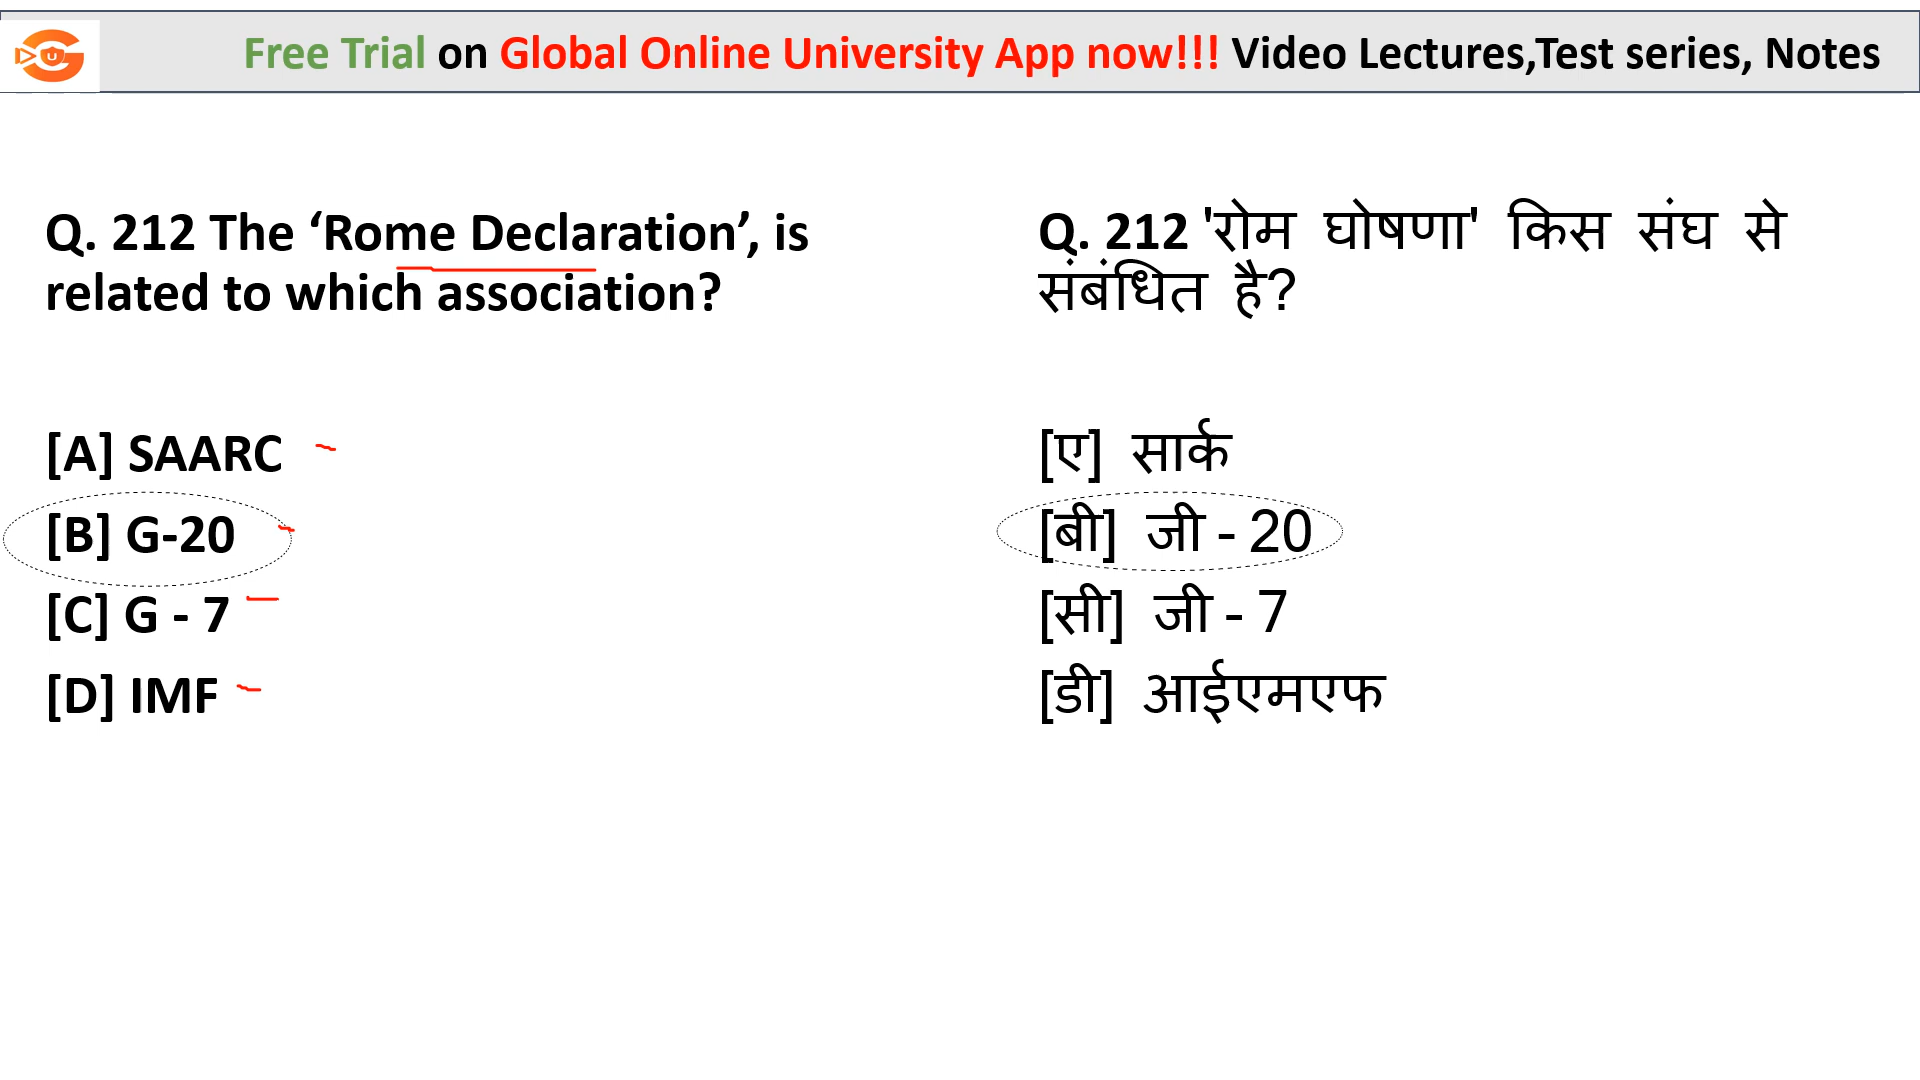 Free Trial on Global Online University App now!!! Video Lectures,Test series, Notes
Q. 212 The ‘Rome Declaration’, is
related to which association?
[A] SAARC
[B] G-20
[C] G - 7
[D] IMF
Q. 212 'रोम घोषणा' किस संघ से
संबंधित है?
[ए] सार्क
[बी] जी - 20
[सी] जी - 7
[डी] आईएमएफ